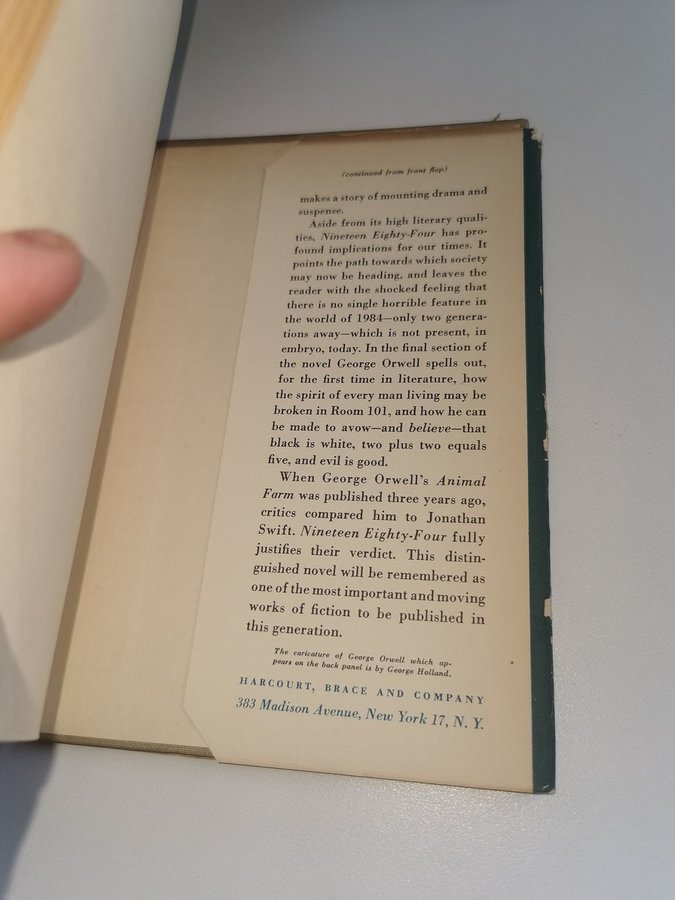 (continued from front flap)
makes a story of mounting drama and
suspense.
Aside from its high literary quali-
ties, Nineteen Eighty-Four has pro-
found implications for our times. It
points the path towards which society
may now be heading, and leaves the
reader with the shocked feeling that
there is no single horrible feature in
the world of 1984—only two genera-
tions away—which is not present, in
embryo, today. In the final section of
the novel George Orwell spells out,
for the first time in literature, how
the spirit of every man living may be
broken in Room 101, and how he can
be made to avow—and believe—that
black is white, two plus two equals
five, and evil is good.
When George Orwell's Animal
Farm was published three years ago,
critics compared him to Jonathan
Swift. Nineteen Eighty-Four fully
justifies their verdict. This distin-
guished novel will be remembered as
one of the most important and moving
works of fiction to be published in
this generation.
The caricature of George Orwell which ap-
pears on the back panel is by George Holland.
HARCOURT, BRACE AND COMPANY
383 Madison Avenue, New York 17, N. Y.